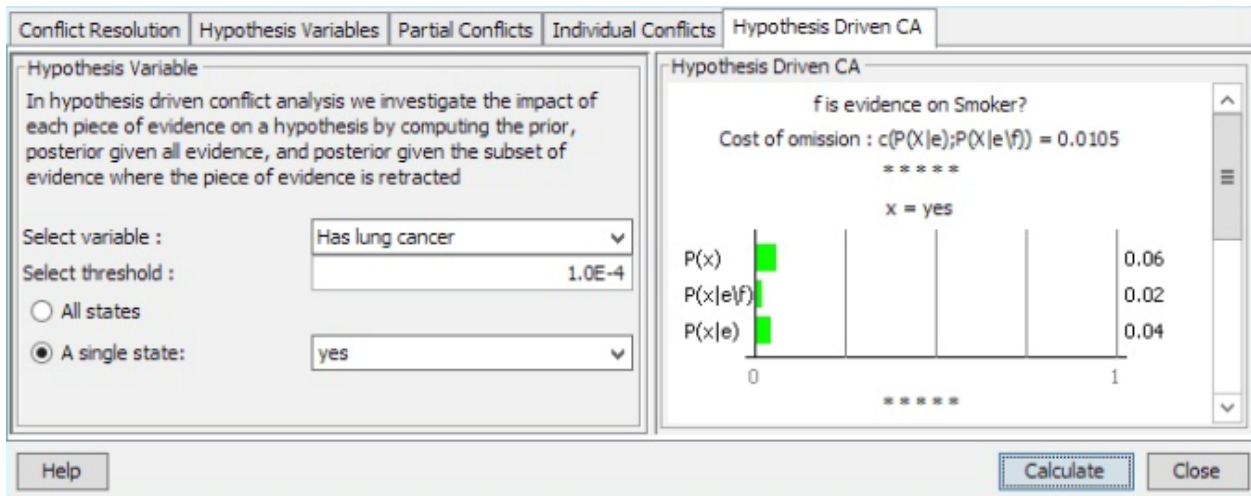 Conflict Resolution Hypothesis Variables Partial Conflicts Individual Conflicts Hypothesis Driven CA
Hypothesis Variable
In hypothesis driven conflict analysis we investigate the impact of
each piece of evidence on a hypothesis by computing the prior,
posterior given all evidence, and posterior given the subset of
evidence where the piece of evidence is retracted
Select variable : Has lung cancer
Select threshold : 1.0E-4
All states
A single state: yes
Hypothesis Driven CA
f is evidence on Smoker?
Cost of omission : c(P(X|e);P(X|e\f)) = 0.0105
* * * * *
x = yes
P(x) 0.06
P(x|e\f) 0.02
P(x|e) 0.04
0 1
* * * * *
Help Calculate Close